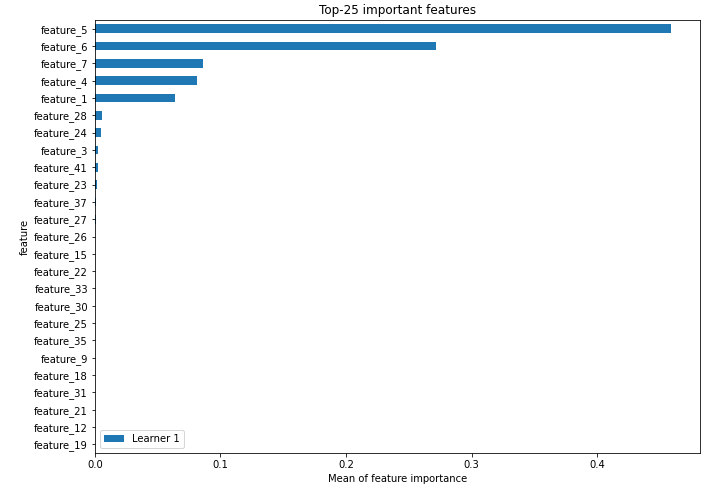 Top-25 important features
feature_5
feature_6
feature_7
feature_4
feature_1
feature_28
feature_24
feature_3
feature_41
feature_23
feature_37
feature_27
feature_26
feature_15
feature_22
feature_33
feature_30
feature_25
feature_35
feature_9
feature_18
feature_31
feature_21
feature_12
feature_19
feature
Learner 1
0.0 0.1 0.2 0.3 0.4
Mean of feature importance